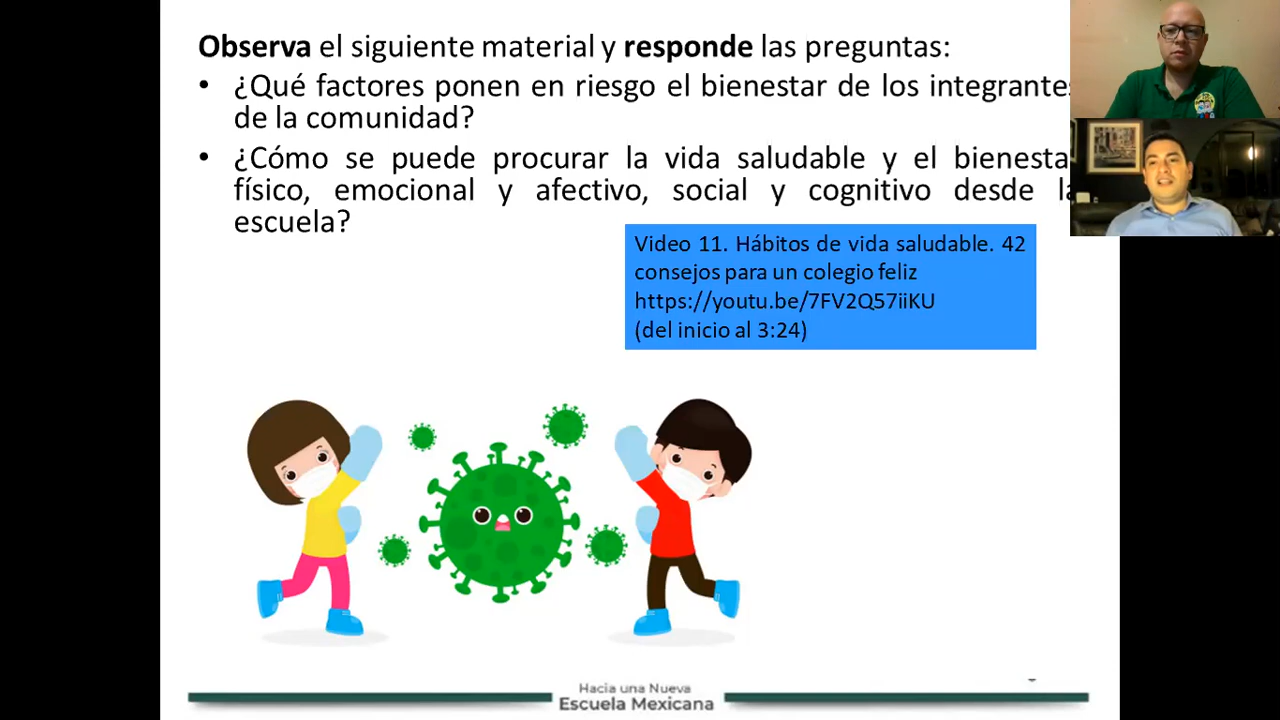 Observa el siguiente material y responde las preguntas:
• ¿Qué factores ponen en riesgo el bienestar de los integrantes
de la comunidad?
• ¿Cómo se puede procurar la vida saludable y el bienestar
físico, emocional y afectivo, social y cognitivo desde la
escuela?
Video 11. Hábitos de vida saludable. 42
consejos para un colegio feliz
https://youtu.be/7FV2Q57iiKU
(del inicio al 3:24)
Hacia una Nueva
Escuela Mexicana